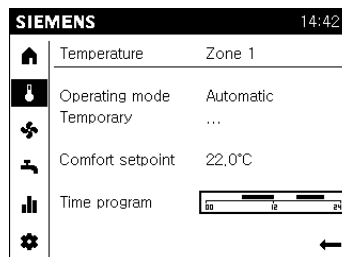 SIEMENS 14:42
Temperature Zone 1
Operating mode Automatic
Temporary ...
Comfort setpoint 22,0°C
Time program
00 12 24